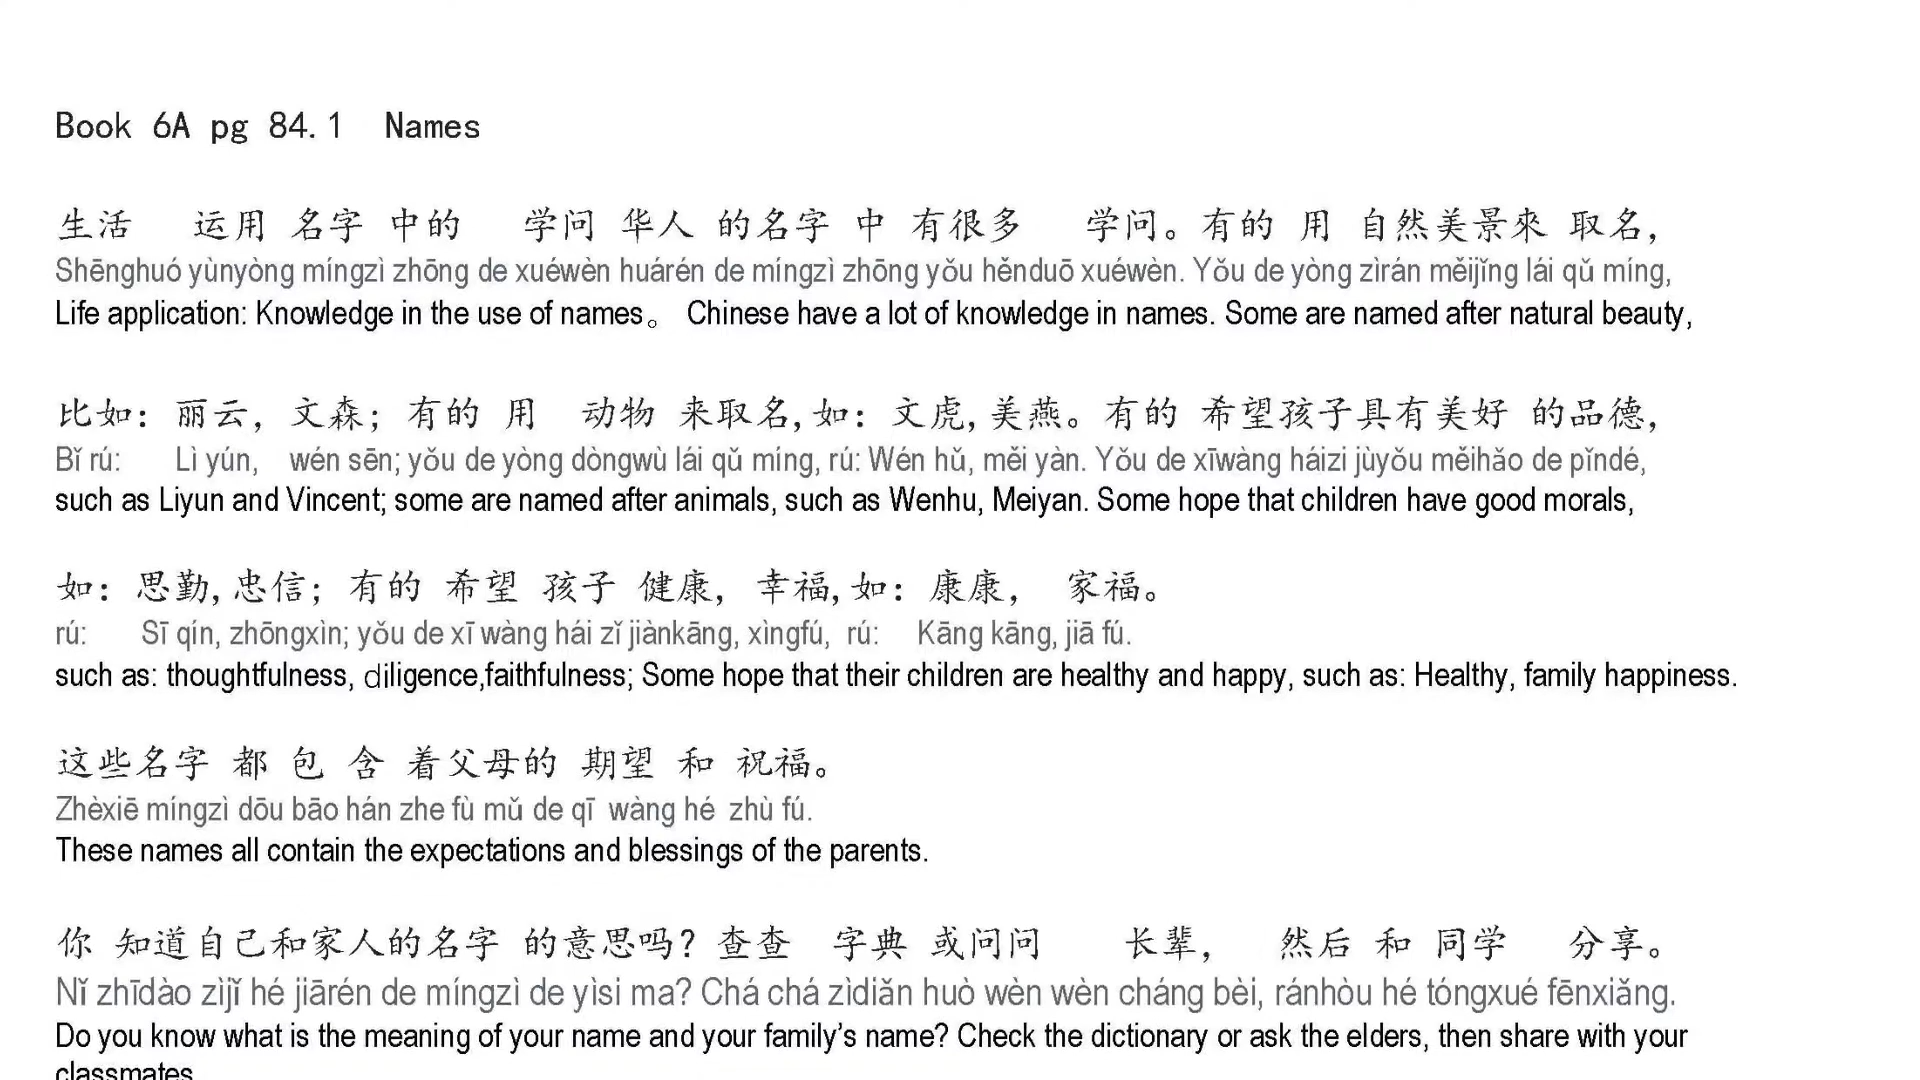 Book 6A pg 84.1 Names
生活 运用 名字 中的 学问 华人 的名字 中 有很多 学问。有的 用 自然美景來 取名，
Shēnghuó yùnyòng míngzì zhōng de xuéwèn huárén de míngzì zhōng yǒu hěnduō xuéwèn. Yǒu de yòng zìrán měijǐng lái qǔ míng,
Life application: Knowledge in the use of names。 Chinese have a lot of knowledge in names. Some are named after natural beauty,
比如：丽云，文森；有的 用 动物 来取名,如：文虎,美燕。有的 希望孩子具有美好 的品德，
Bǐ rú: Lì yún, wén sēn; yǒu de yòng dòngwù lái qǔ míng, rú: Wén hǔ, měi yàn. Yǒu de xīwàng háizi jùyǒu měihǎo de pǐndé,
such as Liyun and Vincent; some are named after animals, such as Wenhu, Meiyan. Some hope that children have good morals,
如：思勤,忠信；有的 希望 孩子 健康，幸福,如：康康， 家福。
rú: Sī qín, zhōngxìn; yǒu de xī wàng hái zǐ jiànkāng, xìngfú, rú: Kāng kāng, jiā fú.
such as: thoughtfulness, diligence,faithfulness; Some hope that their children are healthy and happy, such as: Healthy, family happiness.
这些名字 都 包 含 着父母的 期望 和 祝福。
Zhèxiē míngzì dōu bāo hán zhe fù mǔ de qī wàng hé zhù fú.
These names all contain the expectations and blessings of the parents.
你 知道自己和家人的名字 的意思吗？查查 字典 或问问 长辈， 然后 和 同学 分享。
Nǐ zhīdào zìjǐ hé jiārén de míngzì de yìsi ma? Chá chá zìdiǎn huò wèn wèn cháng bèi, ránhòu hé tóngxué fēnxiǎng.
Do you know what is the meaning of your name and your family’s name? Check the dictionary or ask the elders, then share with your
classmates